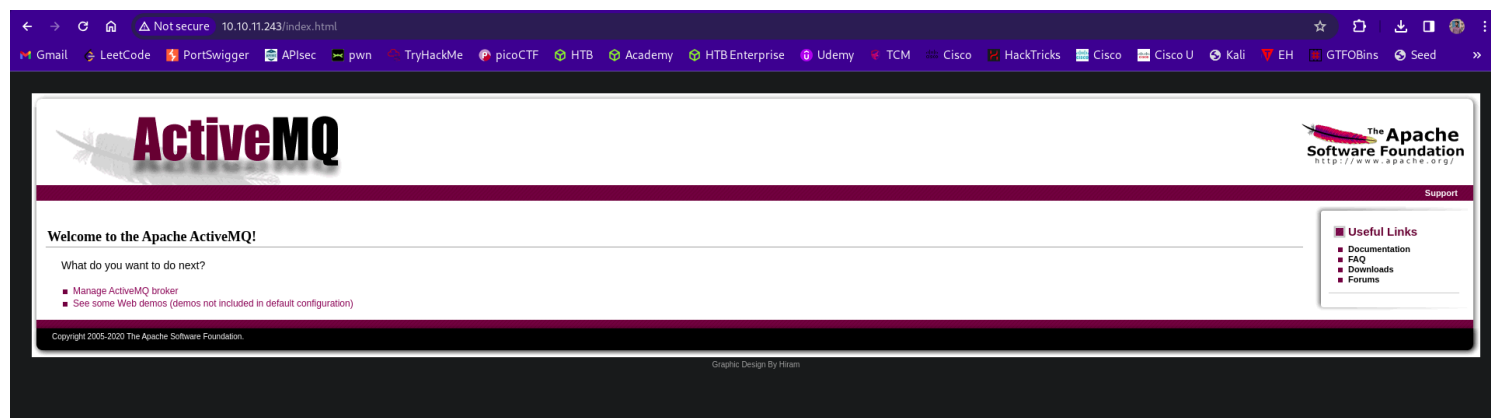 Not secure 10.10.11.243/index.html
Gmail LeetCode PortSwigger APIsec pwn TryHackMe picoCTF HTB Academy HTB Enterprise Udemy TCM Cisco HackTricks Cisco Cisco U Kali EH GTFOBins Seed »
ActiveMQ
The Apache
Software Foundation
http://www.apache.org/
Support
Welcome to the Apache ActiveMQ!
What do you want to do next?
Manage ActiveMQ broker
See some Web demos (demos not included in default configuration)
Useful Links
Documentation
FAQ
Downloads
Forums
Copyright 2005-2020 The Apache Software Foundation.
Graphic Design By Hiram